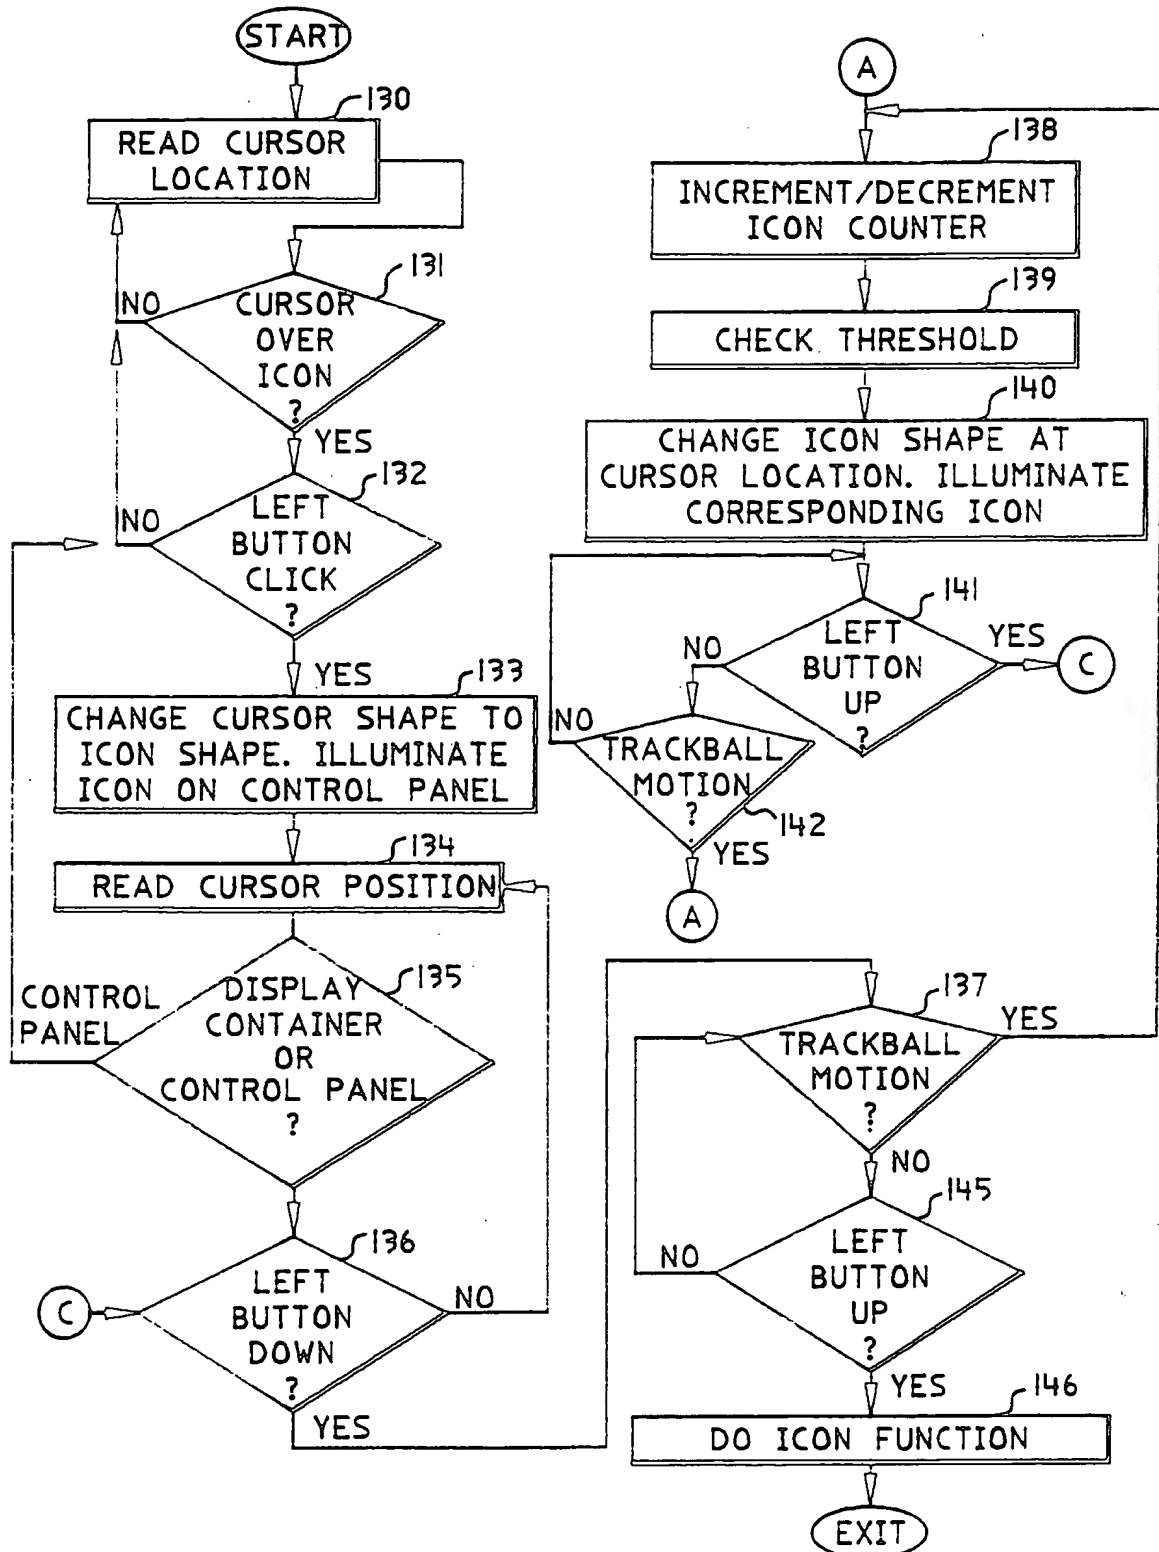 START
130
READ CURSOR
LOCATION
131
NO
CURSOR
OVER
ICON
?
YES
132
NO
LEFT
BUTTON
CLICK
?
YES
133
CHANGE CURSOR SHAPE TO
ICON SHAPE. ILLUMINATE
ICON ON CONTROL PANEL
134
READ CURSOR POSITION
135
CONTROL
PANEL
DISPLAY
CONTAINER
OR
CONTROL PANEL
?
136
C
LEFT
BUTTON
DOWN
?
NO
YES
A
138
INCREMENT/DECREMENT
ICON COUNTER
139
CHECK THRESHOLD
140
CHANGE ICON SHAPE AT
CURSOR LOCATION. ILLUMINATE
CORRESPONDING ICON
141
LEFT
BUTTON
UP
?
YES
C
NO
NO
TRACKBALL
MOTION
?
142
YES
A
137
TRACKBALL
MOTION
?
YES
NO
145
LEFT
BUTTON
UP
?
NO
YES
146
DO ICON FUNCTION
EXIT